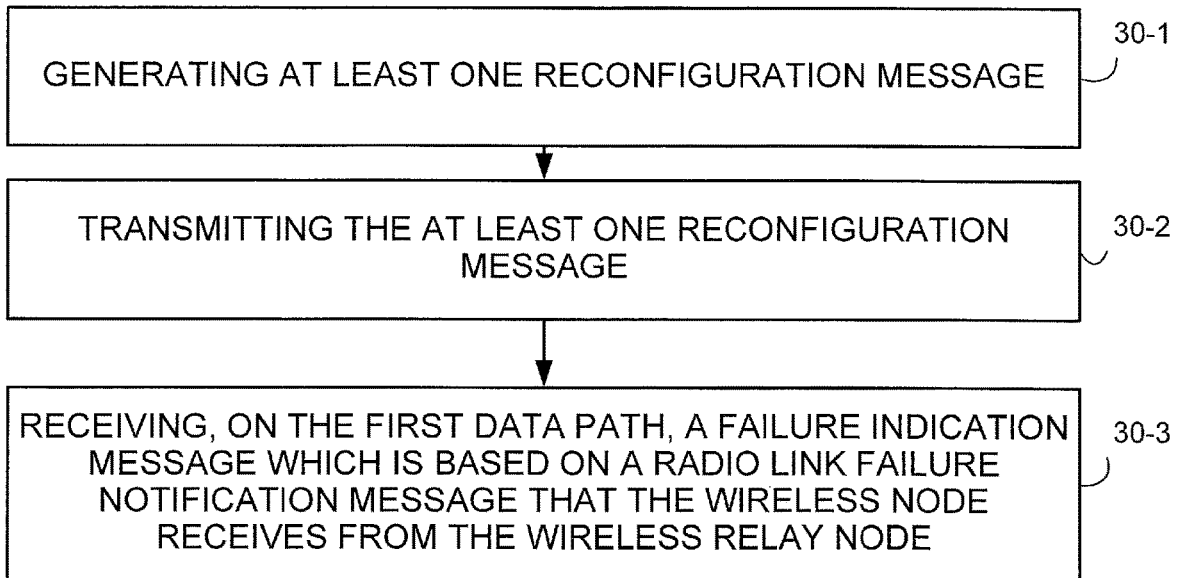 GENERATING AT LEAST ONE RECONFIGURATION MESSAGE
30-1
TRANSMITTING THE AT LEAST ONE RECONFIGURATION
MESSAGE
30-2
RECEIVING, ON THE FIRST DATA PATH, A FAILURE INDICATION
MESSAGE WHICH IS BASED ON A RADIO LINK FAILURE
NOTIFICATION MESSAGE THAT THE WIRELESS NODE
RECEIVES FROM THE WIRELESS RELAY NODE
30-3